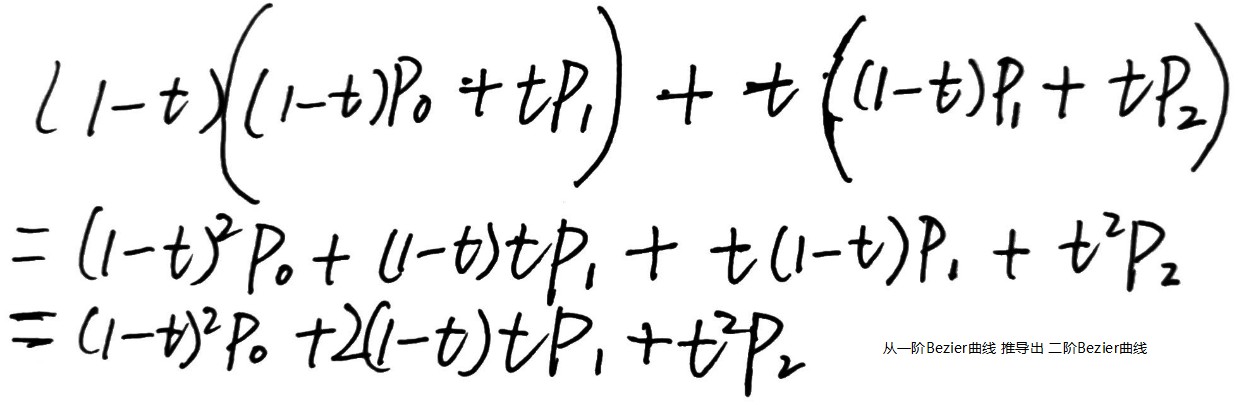 (1-t)((1-t)P₀ + tP₁) + t((1-t)P₁ + tP₂)
= (1-t)²P₀ + (1-t)tP₁ + t(1-t)P₁ + t²P₂
= (1-t)²P₀ + 2(1-t)tP₁ + t²P₂
从一阶Bezier曲线 推导出 二阶Bezier曲线